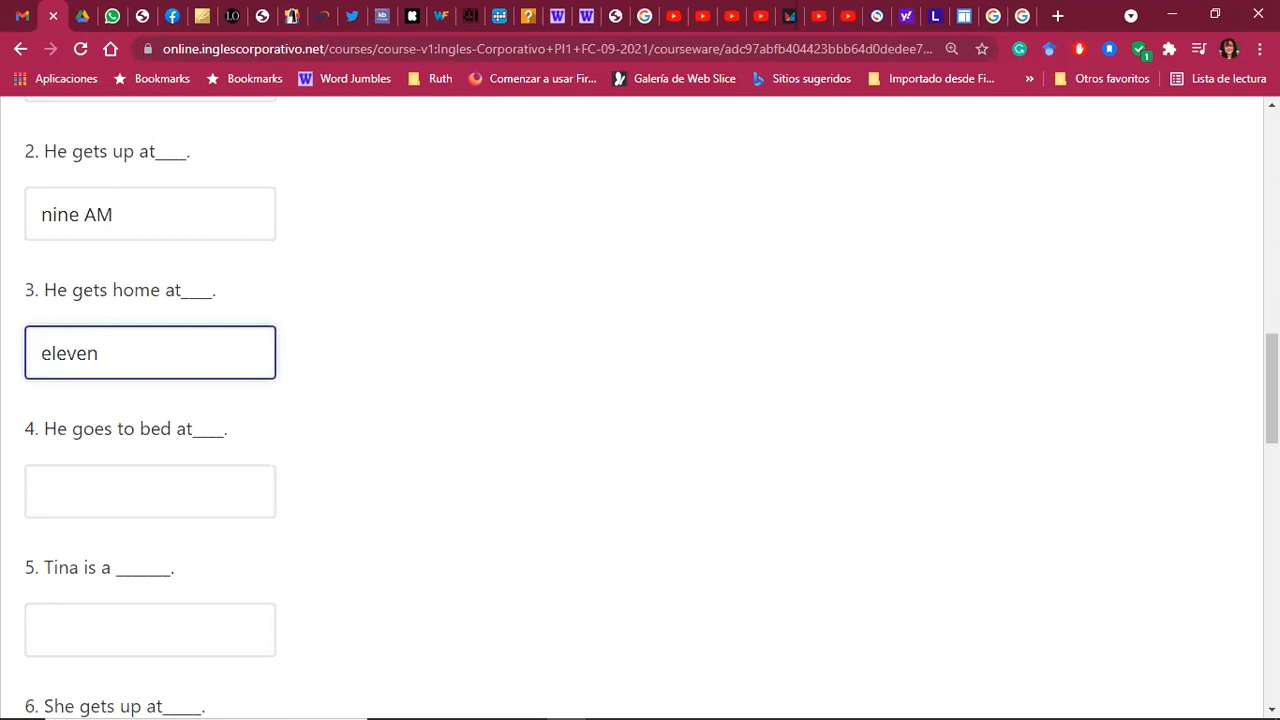 online.inglescorporativo.net/courses/course-v1:Ingles-Corporativo+PI1+FC-09-2021/courseware/adc97abfb404423bbb64d0dedee7...
Aplicaciones Bookmarks Bookmarks Word Jumbles Ruth Comenzar a usar Fir... Galería de Web Slice Sitios sugeridos Importado desde Fi... » Otros favoritos Lista de lectura
2. He gets up at____.
nine AM
3. He gets home at____.
eleven
4. He goes to bed at____.
5. Tina is a _______.
6. She gets up at_____.